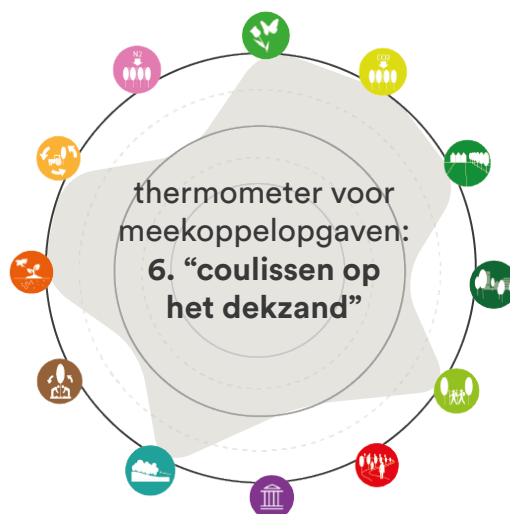 N2
CO2
thermometer voor
meekoppelopgaven:
6. “coulissen op
het dekzand”